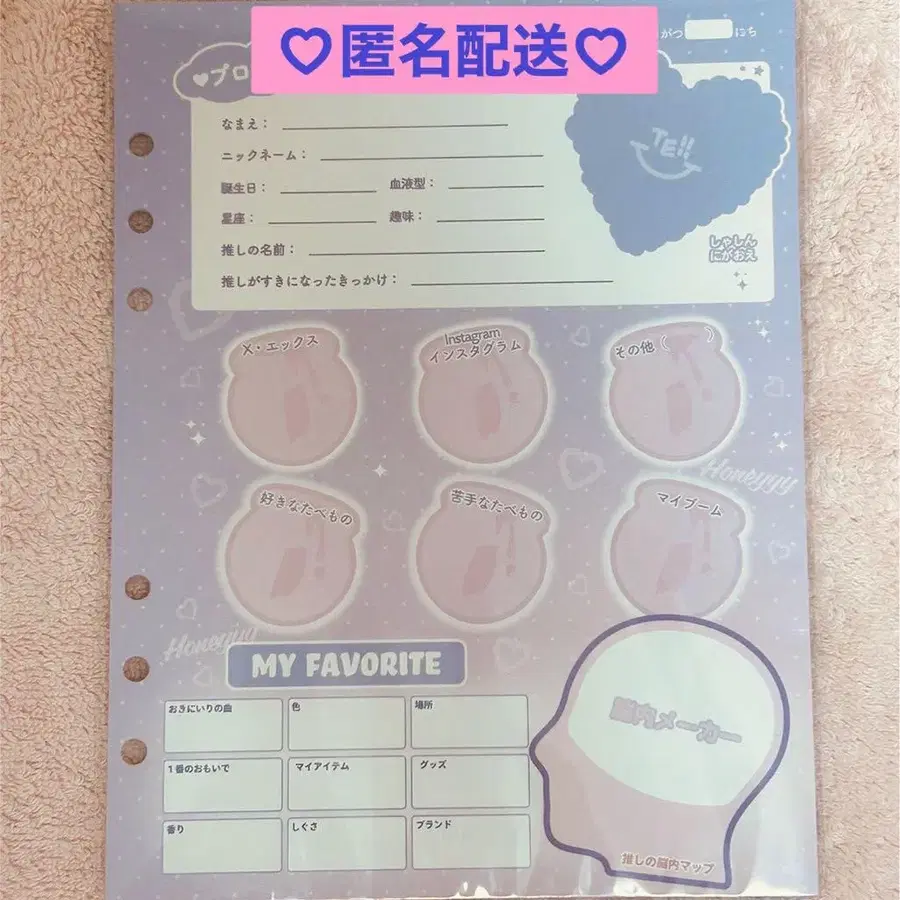 ♡匿名配送♡
がつ にち
♥プロ
なまえ：
ニックネーム：
誕生日： 血液型：
星座： 趣味：
推しの名前：
推しがすきになったきっかけ：
TE!!
しゃしん
にがおえ
X・エックス
Instagram
インスタグラム
その他（ ）
Honeyyy
好きなたべもの
苦手なたべもの
マイブーム
Honeyyy
MY FAVORITE
おきにいりの曲 色 場所
1番のおもいで マイアイテム グッズ
香り しぐさ ブランド
脳内メーカー
推しの脳内マップ